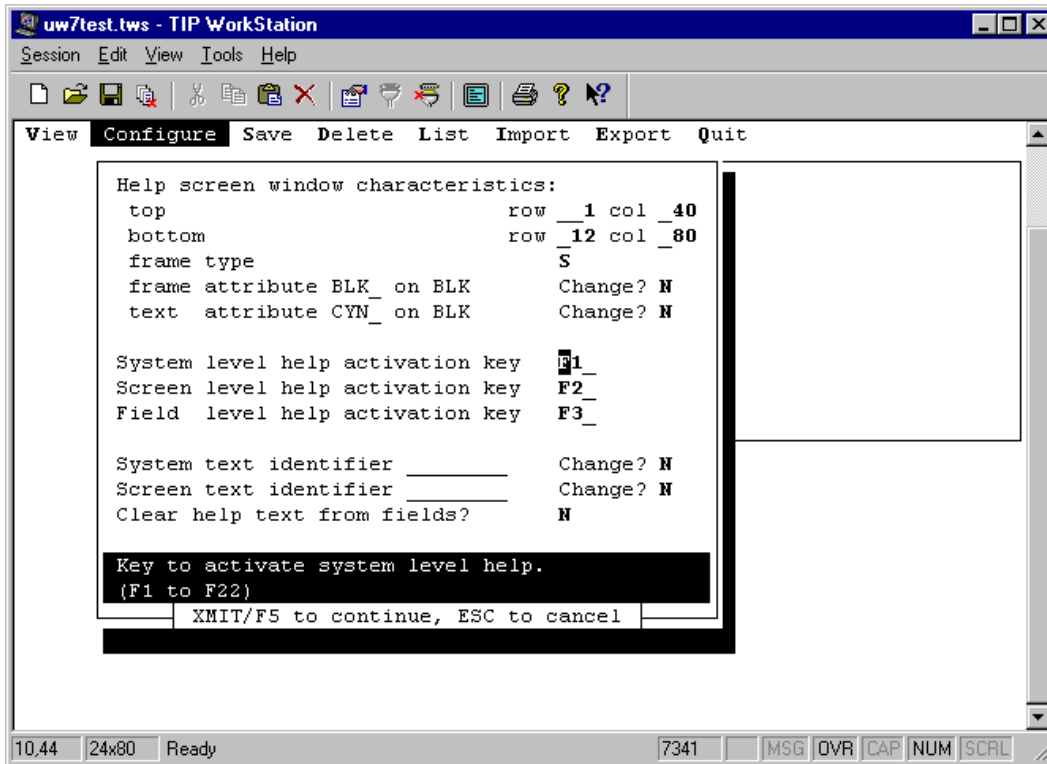 uw7test.tws - TIP WorkStation
Session Edit View Tools Help
View Configure Save Delete List Import Export Quit
Help screen window characteristics:
top row __1 col _40
bottom row _12 col _80
frame type S
frame attribute BLK_ on BLK Change? N
text attribute CYN_ on BLK Change? N
System level help activation key F1_
Screen level help activation key F2_
Field level help activation key F3_
System text identifier ________ Change? N
Screen text identifier ________ Change? N
Clear help text from fields? N
Key to activate system level help.
(F1 to F22)
XMIT/F5 to continue, ESC to cancel
10,44 24x80 Ready 7341 MSG OVR CAP NUM SCRL